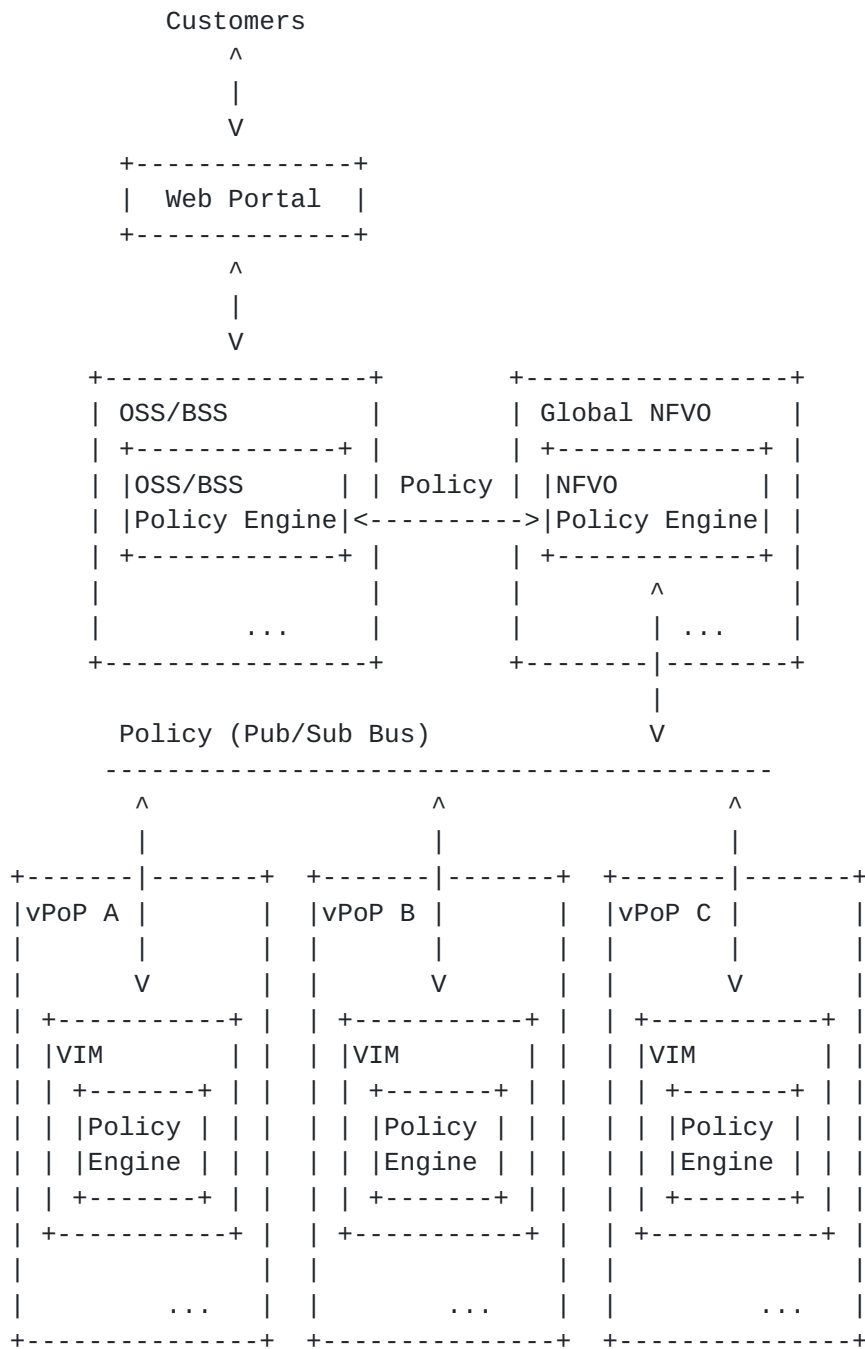 Customers
Web Portal
OSS/BSS Global NFVO
OSS/BSS Policy NFVO
Policy Engine Policy Engine
... ...
Policy (Pub/Sub Bus)
vPoP A vPoP B vPoP C
VIM VIM VIM
Policy Policy Policy
Engine Engine Engine
... ... ...